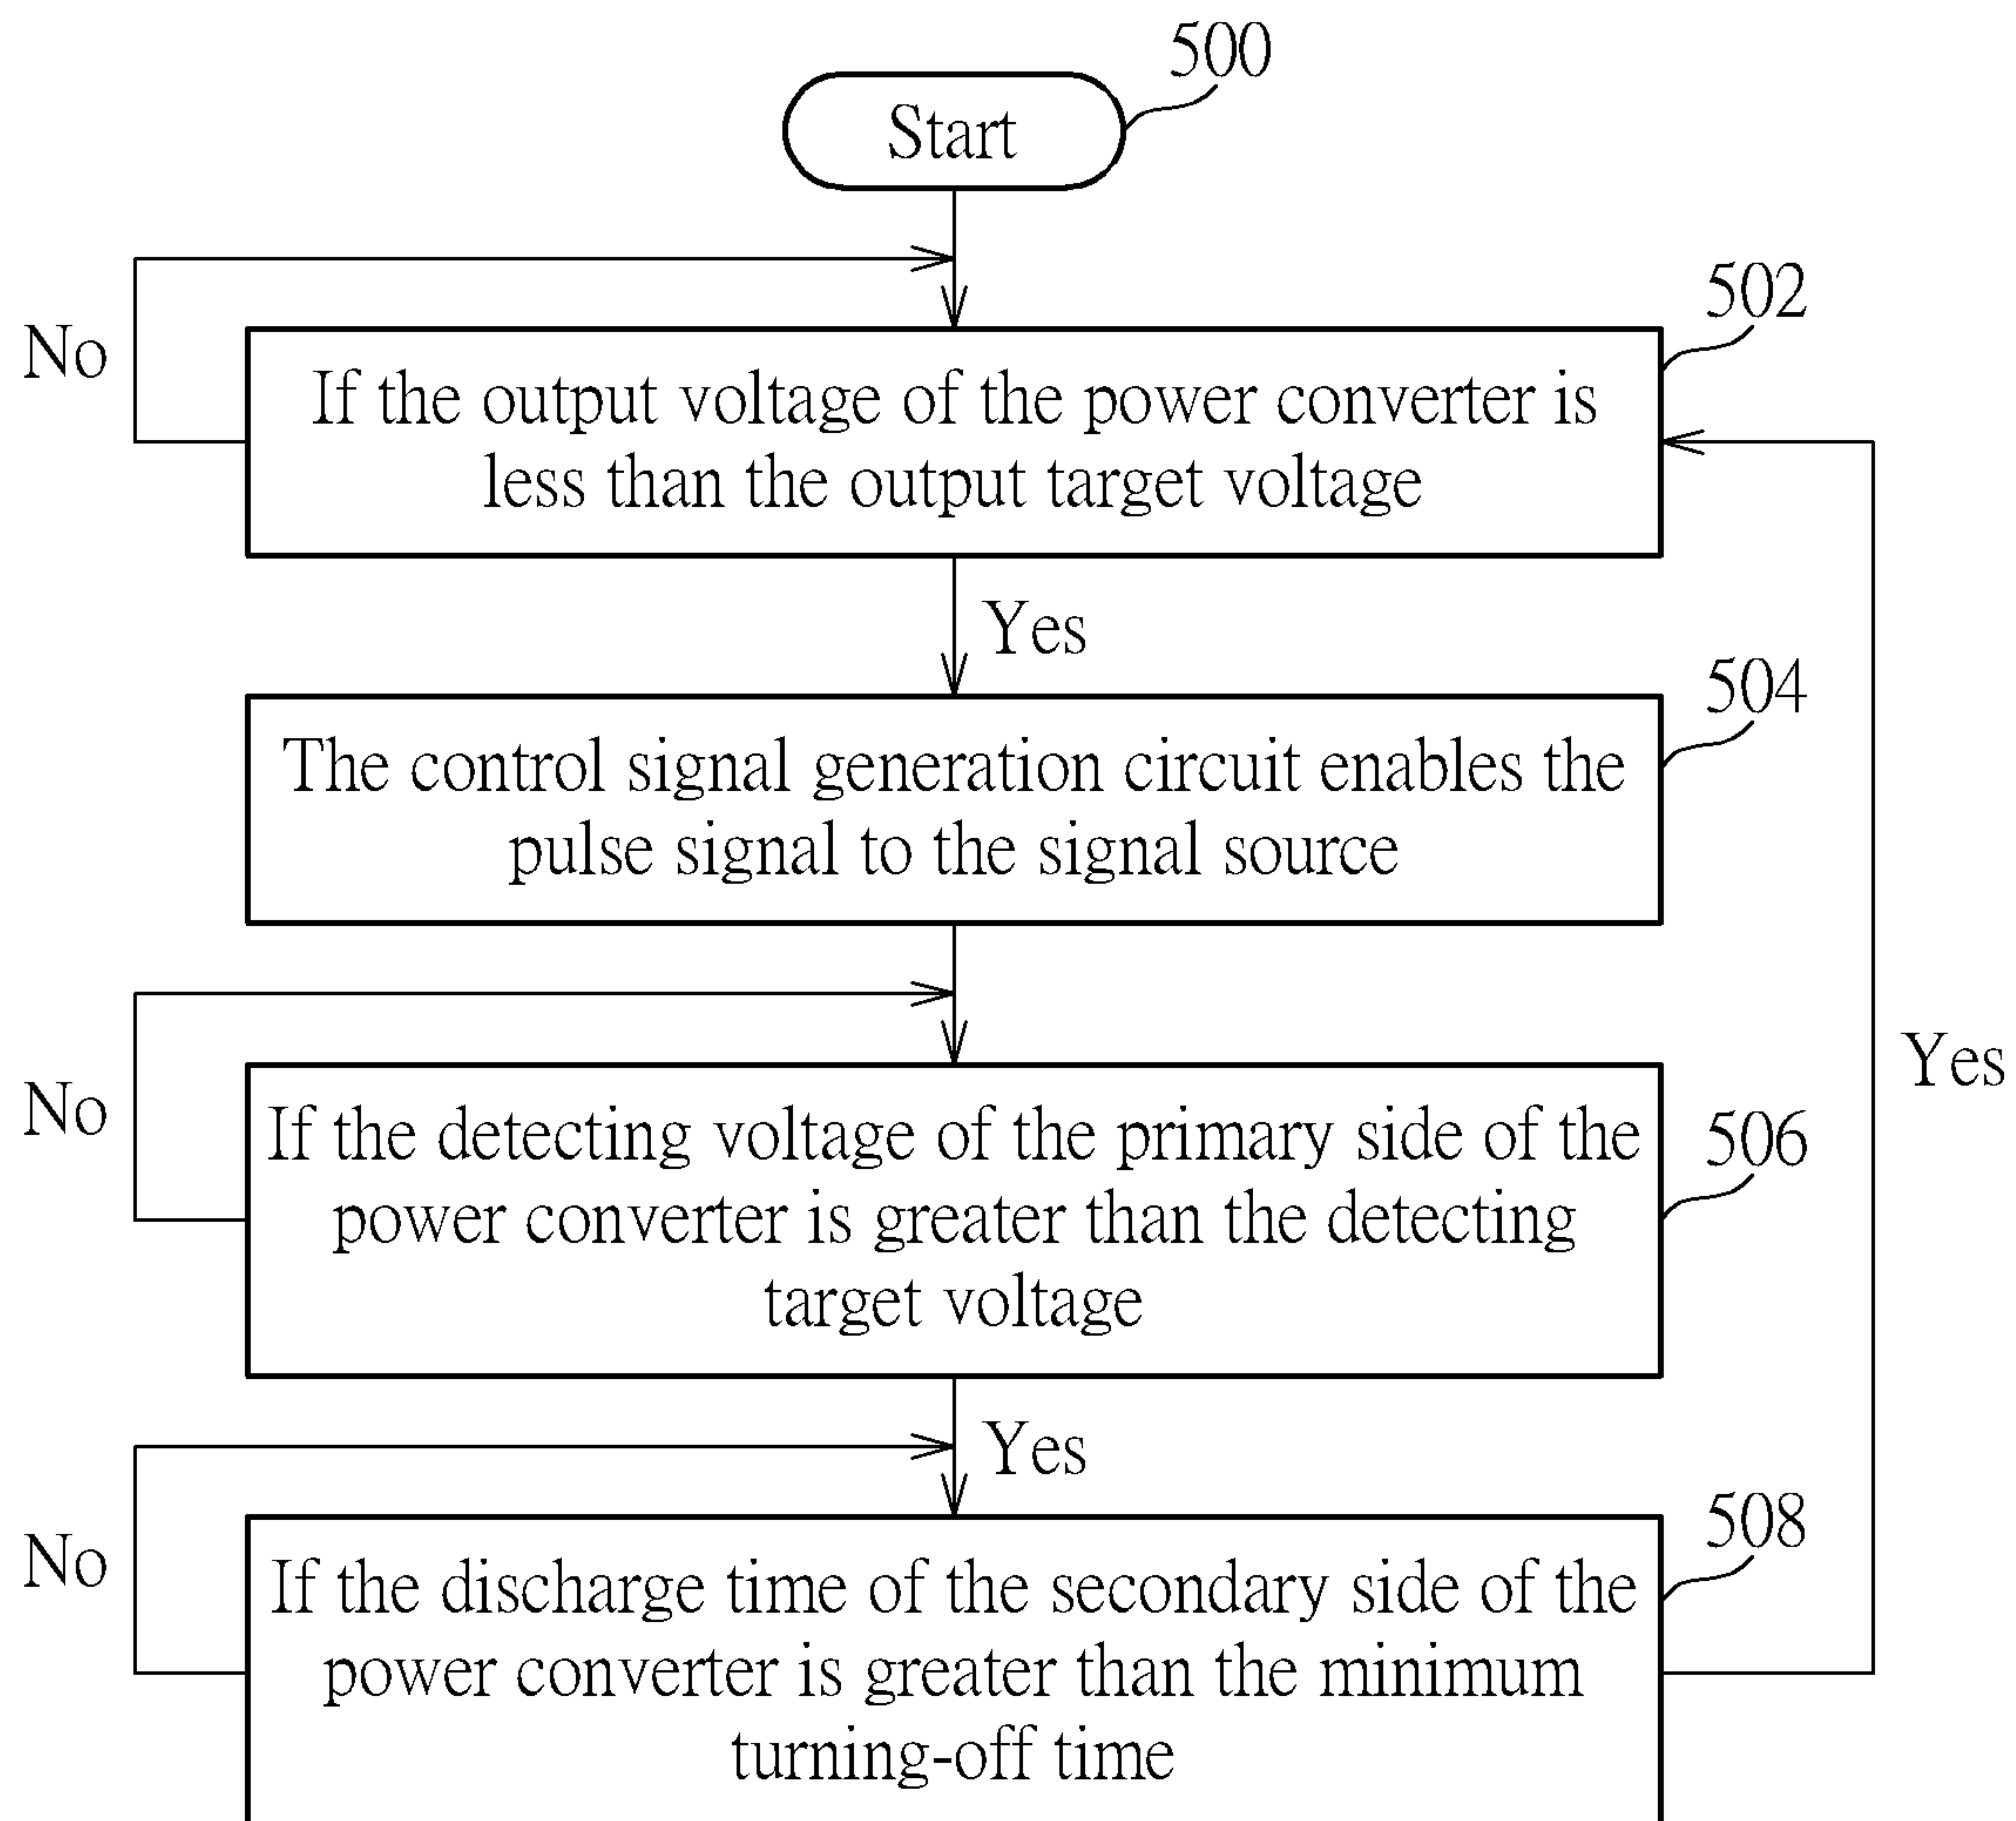 500
Start
502
No
If the output voltage of the power converter is
less than the output target voltage
Yes
504
The control signal generation circuit enables the
pulse signal to the signal source
No
Yes
506
If the detecting voltage of the primary side of the
power converter is greater than the detecting
target voltage
Yes
508
No
If the discharge time of the secondary side of the
power converter is greater than the minimum
turning-off time